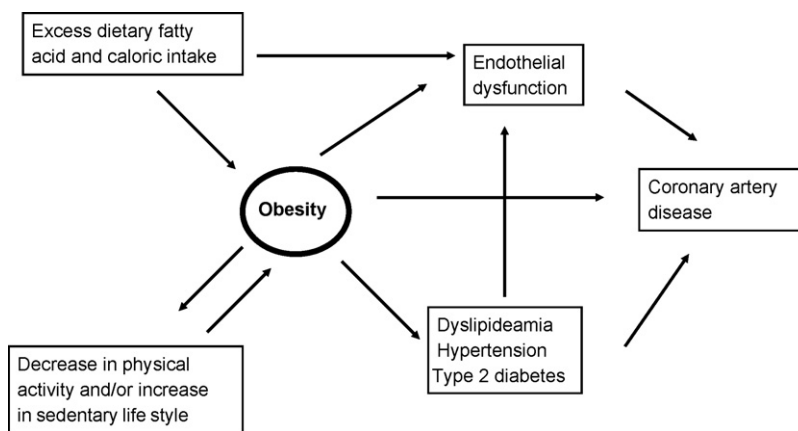 Excess dietary fatty
acid and caloric intake
Endothelial
dysfunction
Obesity
Coronary artery
disease
Dyslipideamia
Hypertension
Type 2 diabetes
Decrease in physical
activity and/or increase
in sedentary life style